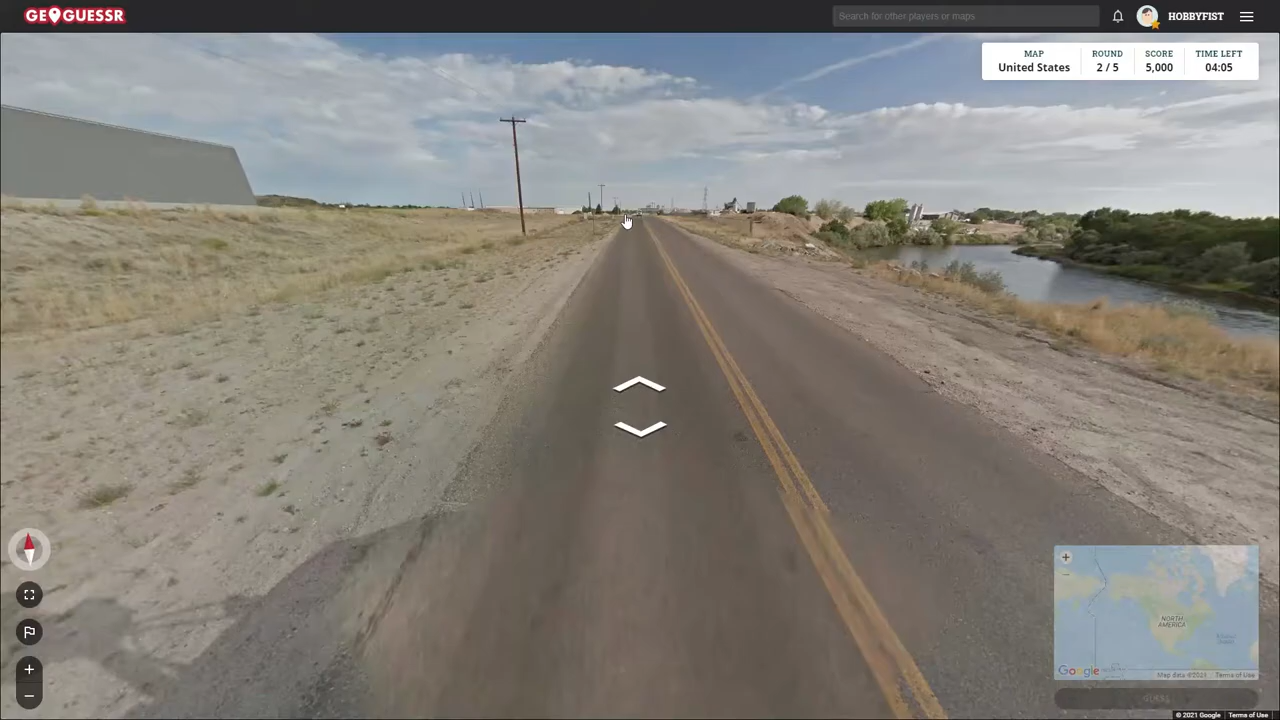 GEOGUESSR
Search for other players or maps
HOBBYFIST
MAP
United States
ROUND
2 / 5
SCORE
5,000
TIME LEFT
04:05
NORTH
AMERICA
Google
Map data ©2021
Terms of Use
GUESS
© 2021 Google
Terms of Use